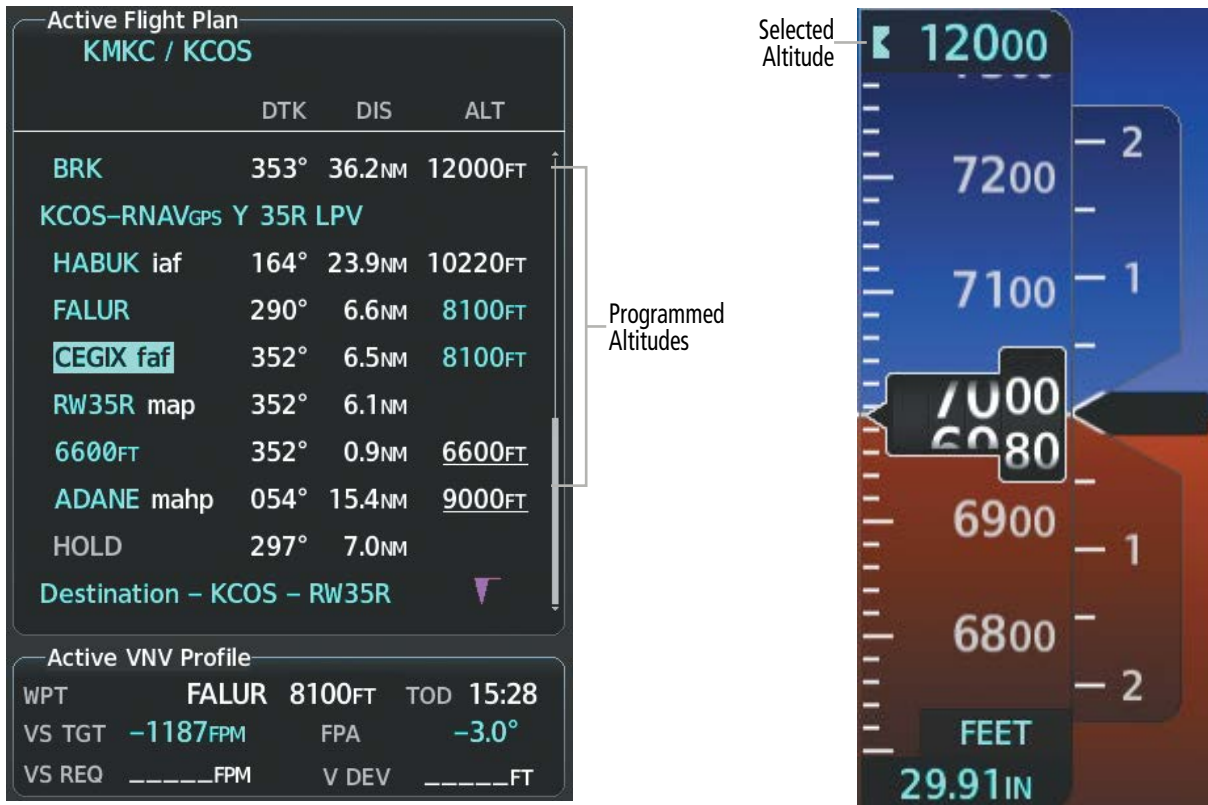 Active Flight Plan
KMKC / KCOS
DTK DIS ALT
BRK 353° 36.2NM 12000FT
KCOS–RNAVGPS Y 35R LPV
HABUK iaf 164° 23.9NM 10220FT
FALUR 290° 6.6NM 8100FT
CEGIX faf 352° 6.5NM 8100FT
RW35R map 352° 6.1NM
6600FT 352° 0.9NM 6600FT
ADANE mahp 054° 15.4NM 9000FT
HOLD 297° 7.0NM
Destination – KCOS – RW35R
Active VNV Profile
WPT FALUR 8100FT TOD 15:28
VS TGT –1187FPM FPA –3.0°
VS REQ _____FPM V DEV _____FT
Programmed
Altitudes
Selected
Altitude
12000
7200
7100
7000
6980
6900
6800
2
1
1
2
FEET
29.91IN